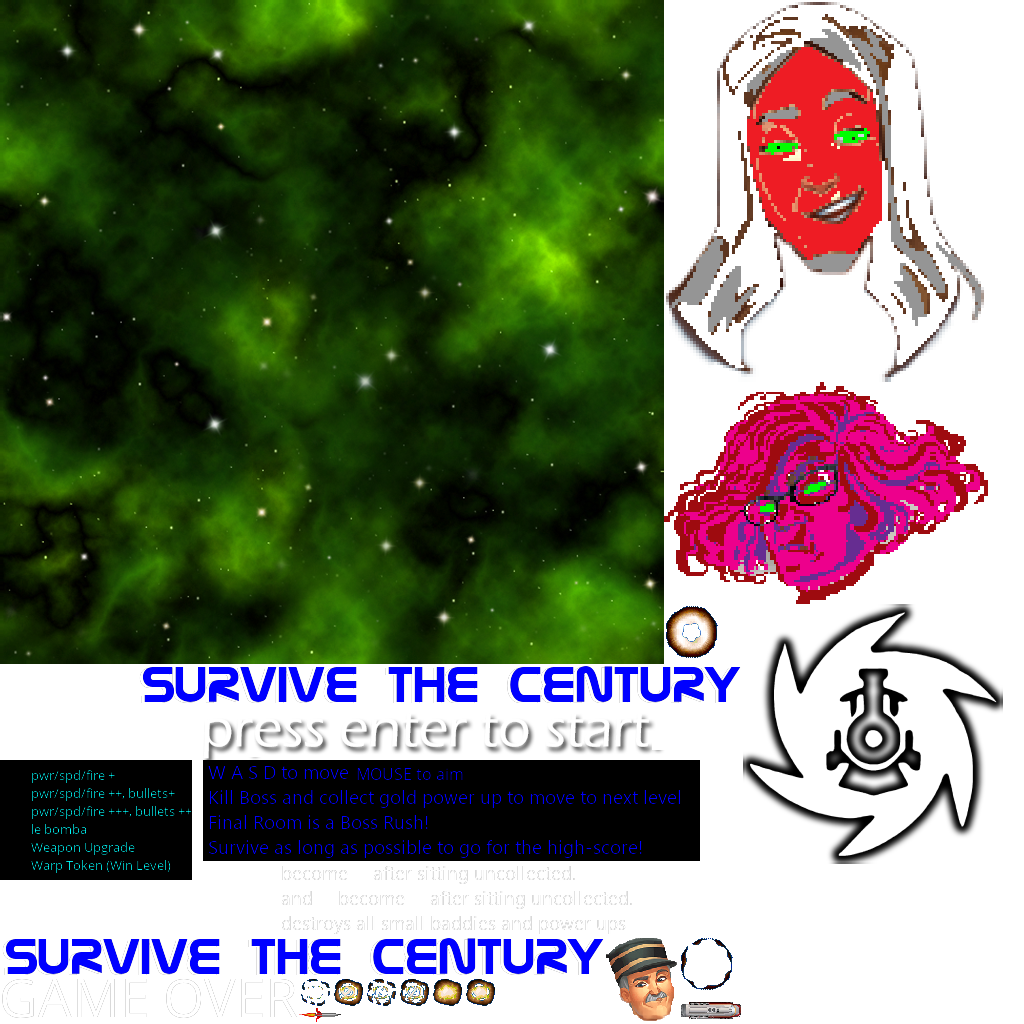 SURVIVE THE CENTURY
press enter to start.
pwr/spd/fire +
pwr/spd/fire ++. bullets+
pwr/spd/fire +++. bullets ++
le bomba
Weapon Upgrade
Warp Token (Win Level)
W A S D to move MOUSE to aim
Kill Boss and collect gold power up to move to next level
Final Room is a Boss Rush!
Survive as long as possible to go for the high-score!
become after sitting uncollected.
and become after sitting uncollected.
destroys all small baddies and power ups
SURVIVE THE CENTURY
GAME OVER